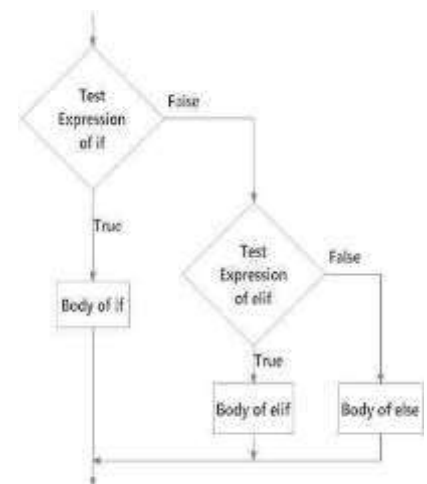 Test
Expression
of if
False
True
Body of if
Test
Expression
of elif
False
True
Body of elif
Body of else